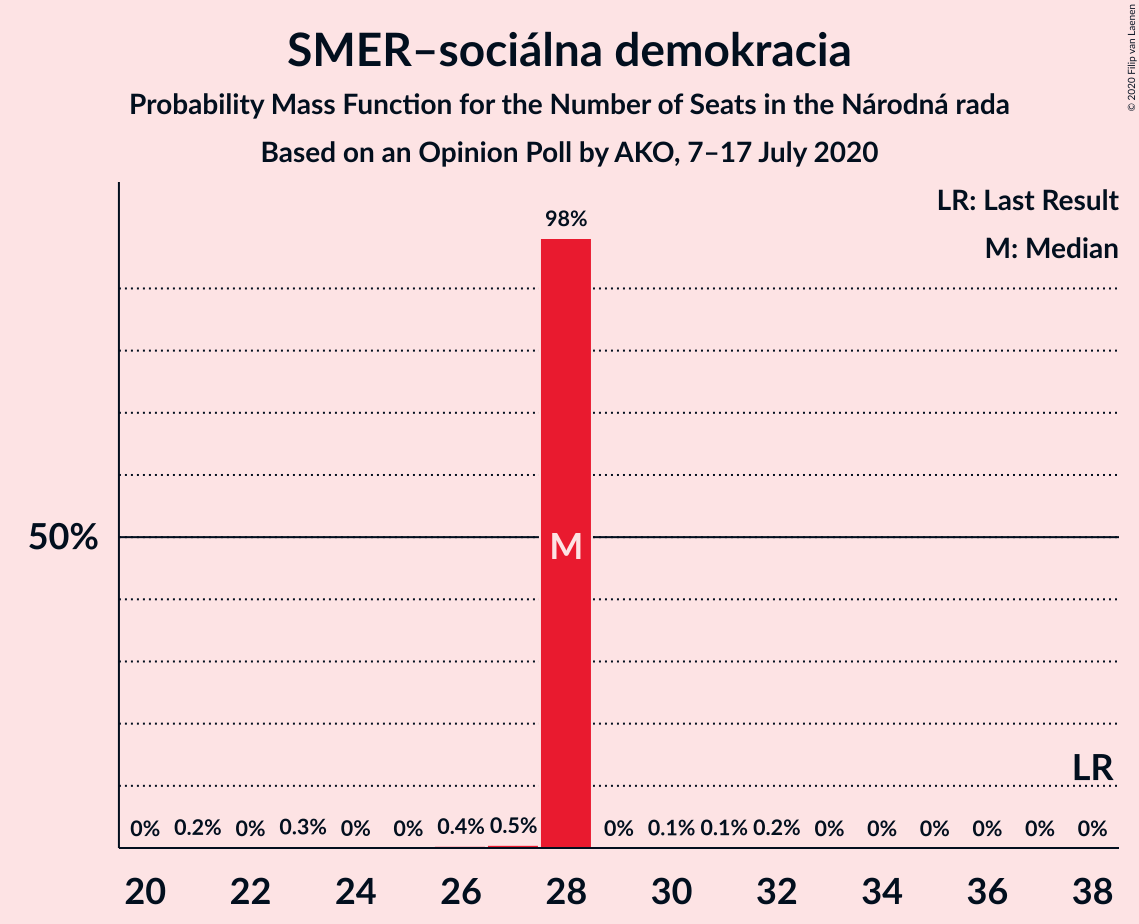 SMER–sociálna demokracia
Probability Mass Function for the Number of Seats in the Národná rada
Based on an Opinion Poll by AKO, 7–17 July 2020
© 2020 Filip van Laenen
LR: Last Result
M: Median
98%
50%
M
LR
0% 0.2% 0% 0.3% 0% 0% 0.4% 0.5% 0% 0.1% 0.1% 0.2% 0% 0% 0% 0% 0% 0%
20 22 24 26 28 30 32 34 36 38